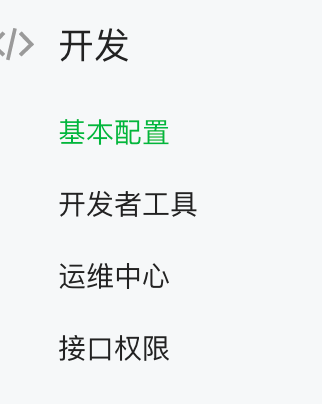 开发
基本配置
开发者工具
运维中心
接口权限